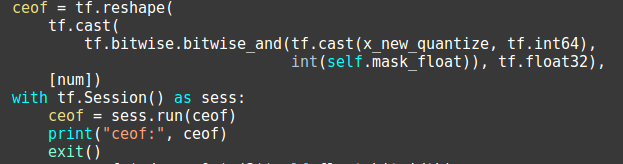 ceof = tf.reshape(
    tf.cast(
        tf.bitwise.bitwise_and(tf.cast(x_new_quantize, tf.int64),
                               int(self.mask_float)), tf.float32),
    [num])
with tf.Session() as sess:
    ceof = sess.run(ceof)
    print("ceof:", ceof)
    exit()